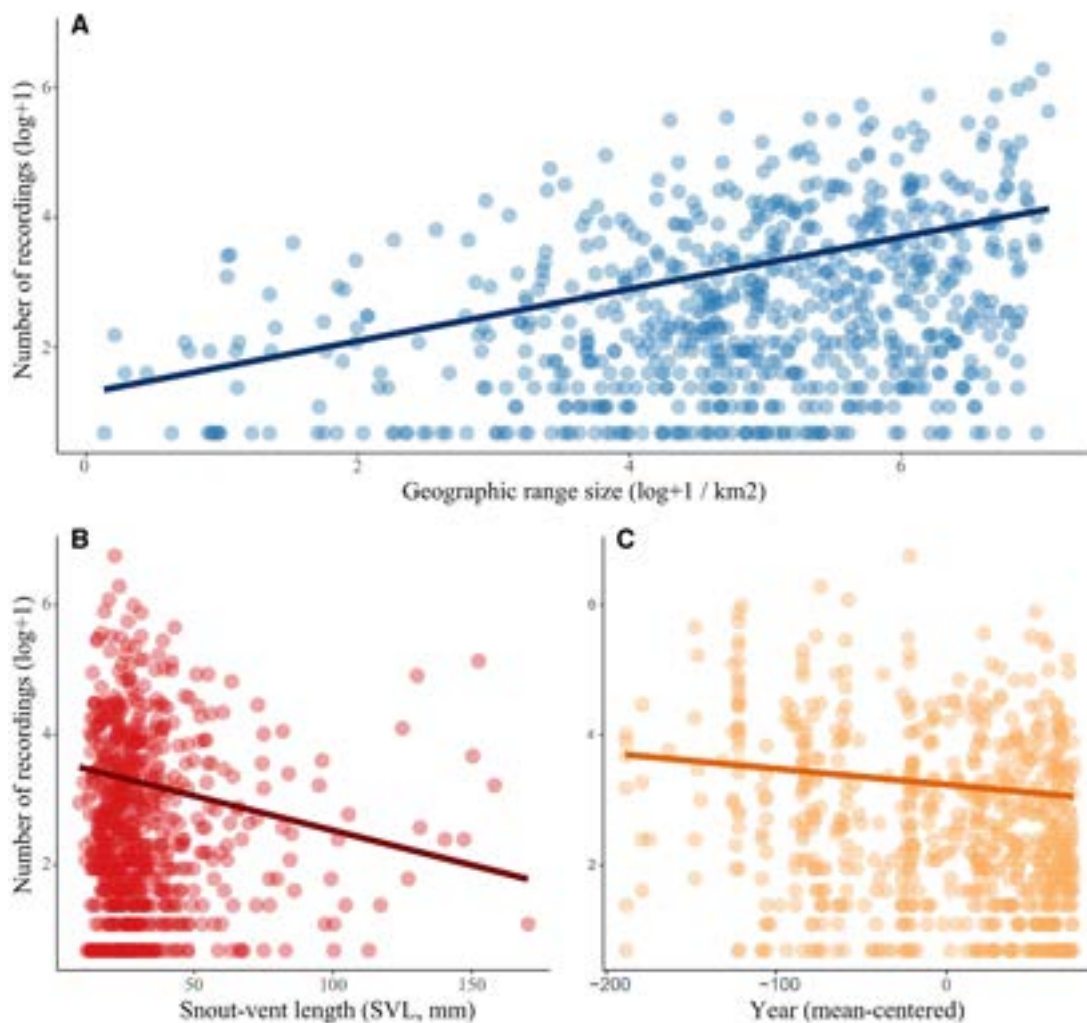 A
Number of recordings (log+1)
6
4
2
0
2
4
6
Geographic range size (log+1 / km2)
B
Number of recordings (log+1)
6
4
2
50
100
150
Snout-vent length (SVL, mm)
C
6
4
2
−200
−100
0
Year (mean-centered)